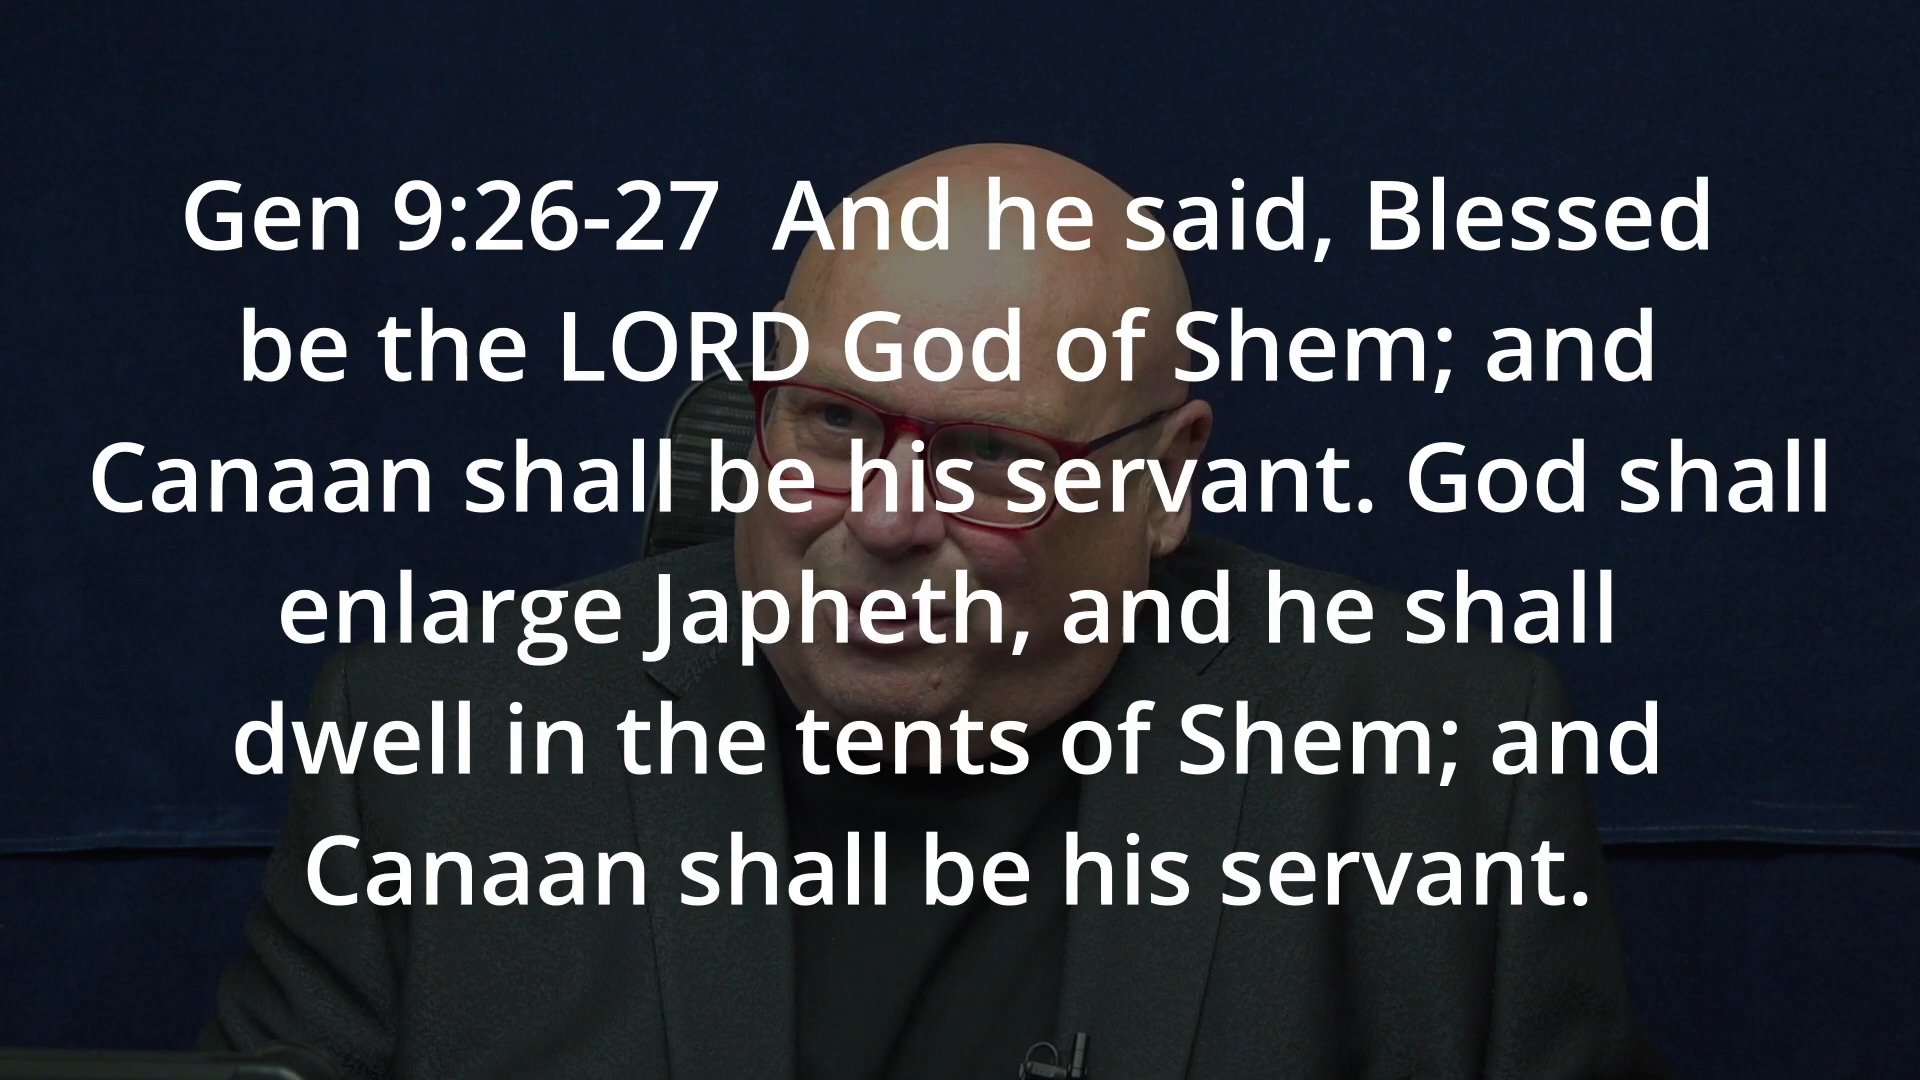 Gen 9:26-27  And he said, Blessed
be the LORD God of Shem; and
Canaan shall be his servant. God shall
enlarge Japheth, and he shall
dwell in the tents of Shem; and
Canaan shall be his servant.